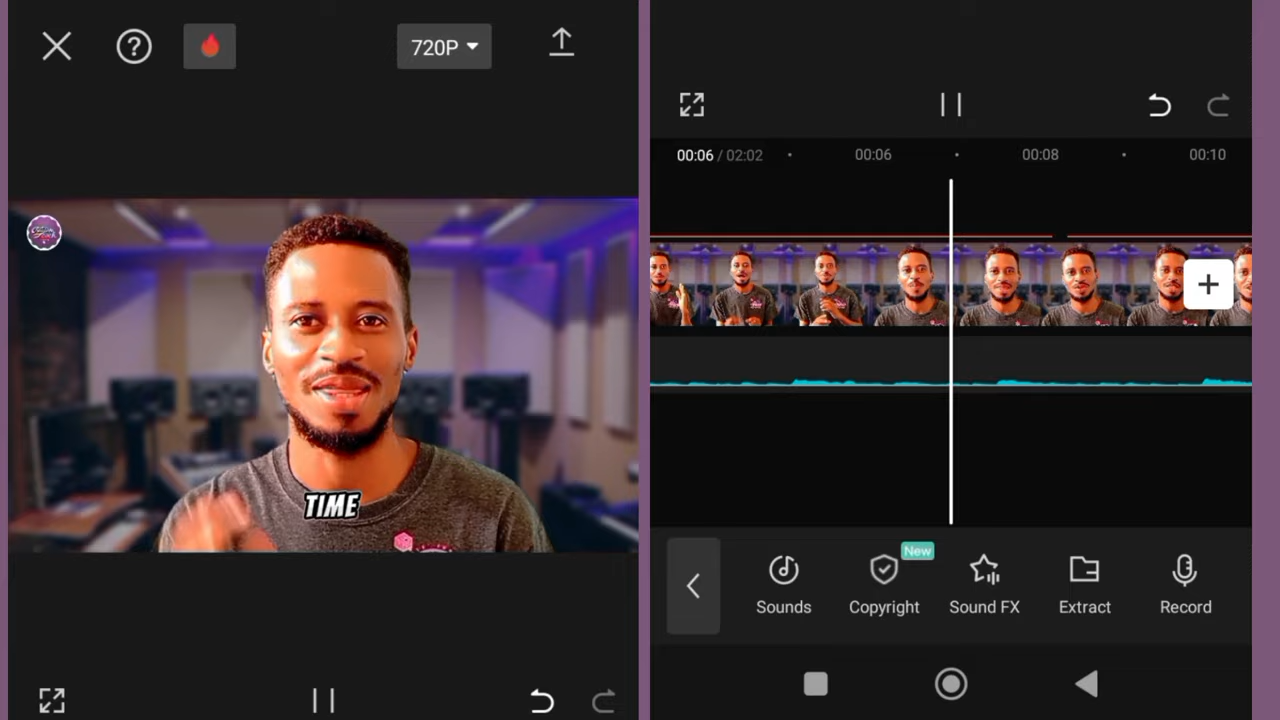 720P
TIME
00:06 / 02:02
00:06
00:08
00:10
New
Sounds
Copyright
Sound FX
Extract
Record